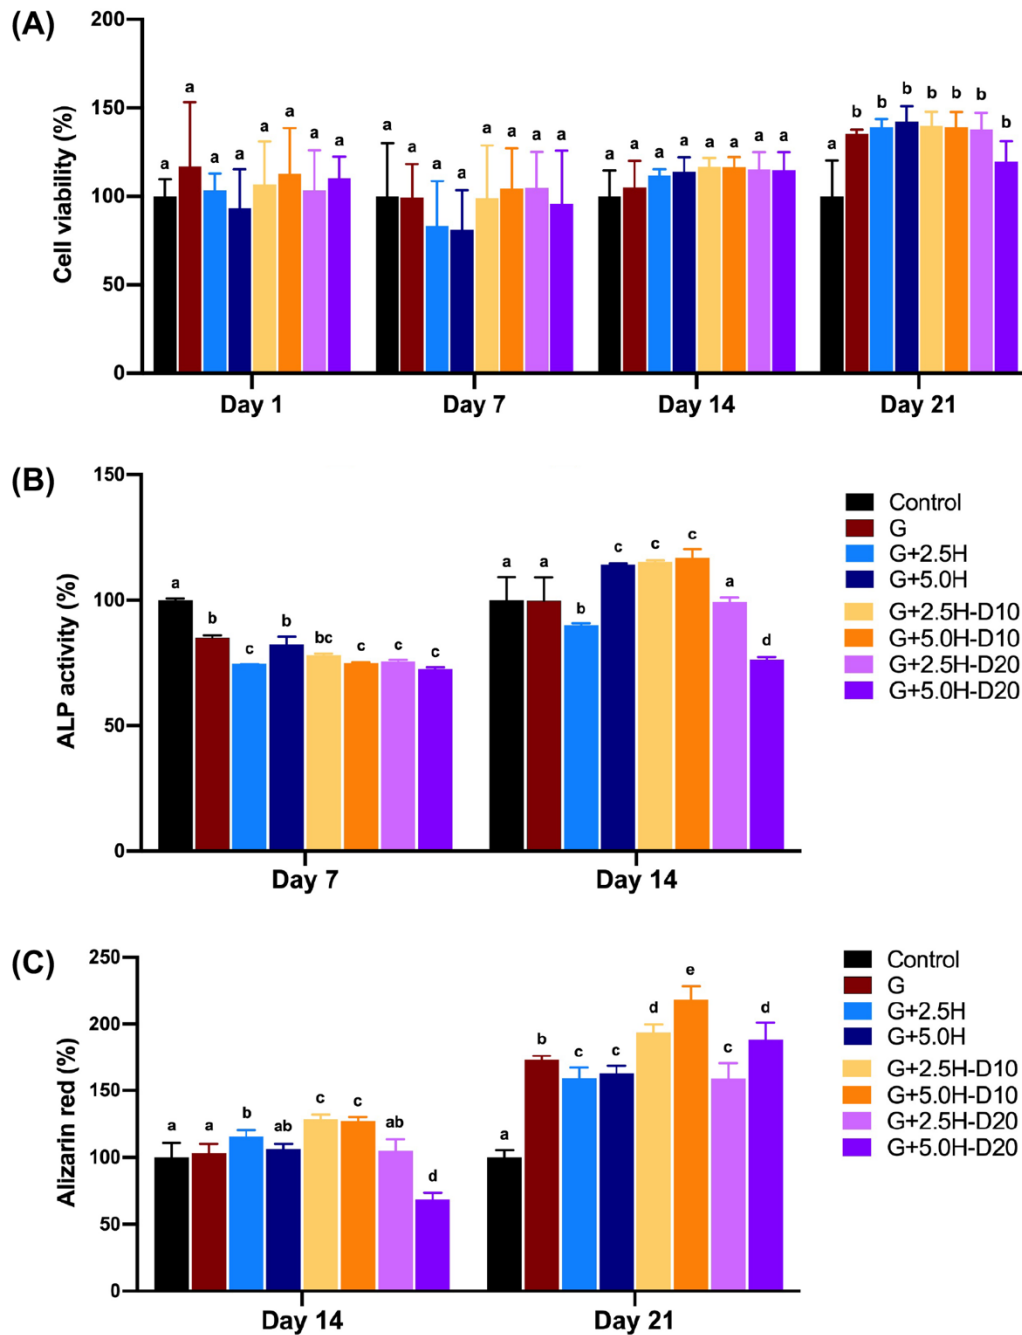 (A)
200
150
100
50
0
Cell viability (%)
a a a a a a a a
a a a a a a a a
a a a a a a a a
a b b b b b b b
Day 1 Day 7 Day 14 Day 21
(B)
150
100
50
0
ALP activity (%)
a b c b bc c c c
a a b c c c a d
Day 7 Day 14
Control
G
G+2.5H
G+5.0H
G+2.5H-D10
G+5.0H-D10
G+2.5H-D20
G+5.0H-D20
(C)
250
200
150
100
50
0
Alizarin red (%)
a a b ab c c ab d
a b c c d e c d
Day 14 Day 21
Control
G
G+2.5H
G+5.0H
G+2.5H-D10
G+5.0H-D10
G+2.5H-D20
G+5.0H-D20